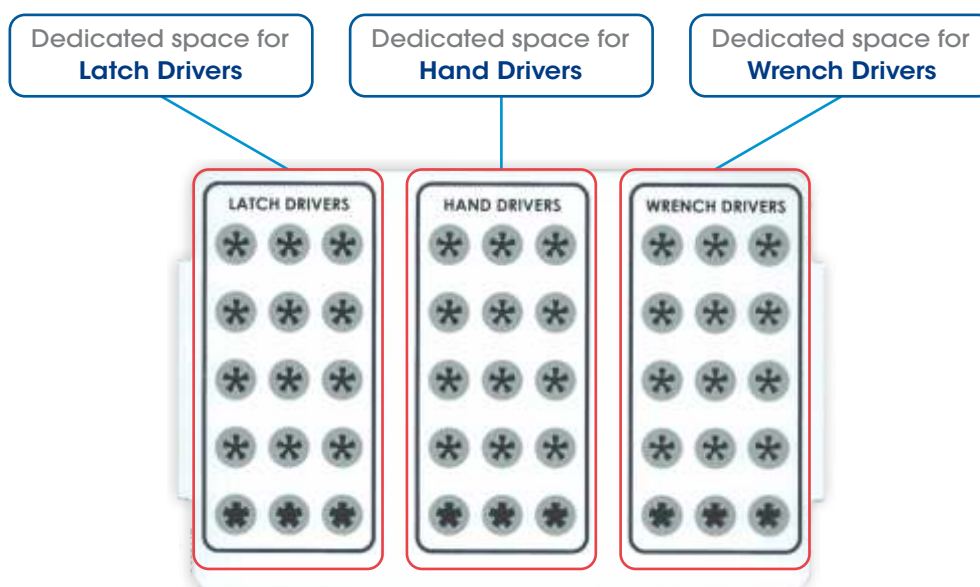 Dedicated space for
Latch Drivers
Dedicated space for
Hand Drivers
Dedicated space for
Wrench Drivers
LATCH DRIVERS
HAND DRIVERS
WRENCH DRIVERS